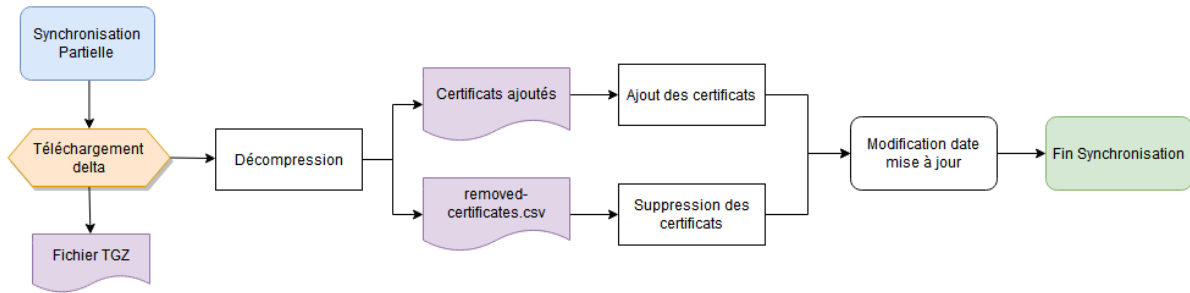 Synchronisation
Partielle
Téléchargement
delta
Fichier TGZ
Décompression
Certificats ajoutés
removed-
certificates.csv
Ajout des certificats
Suppression des
certificats
Modification date
mise à jour
Fin Synchronisation